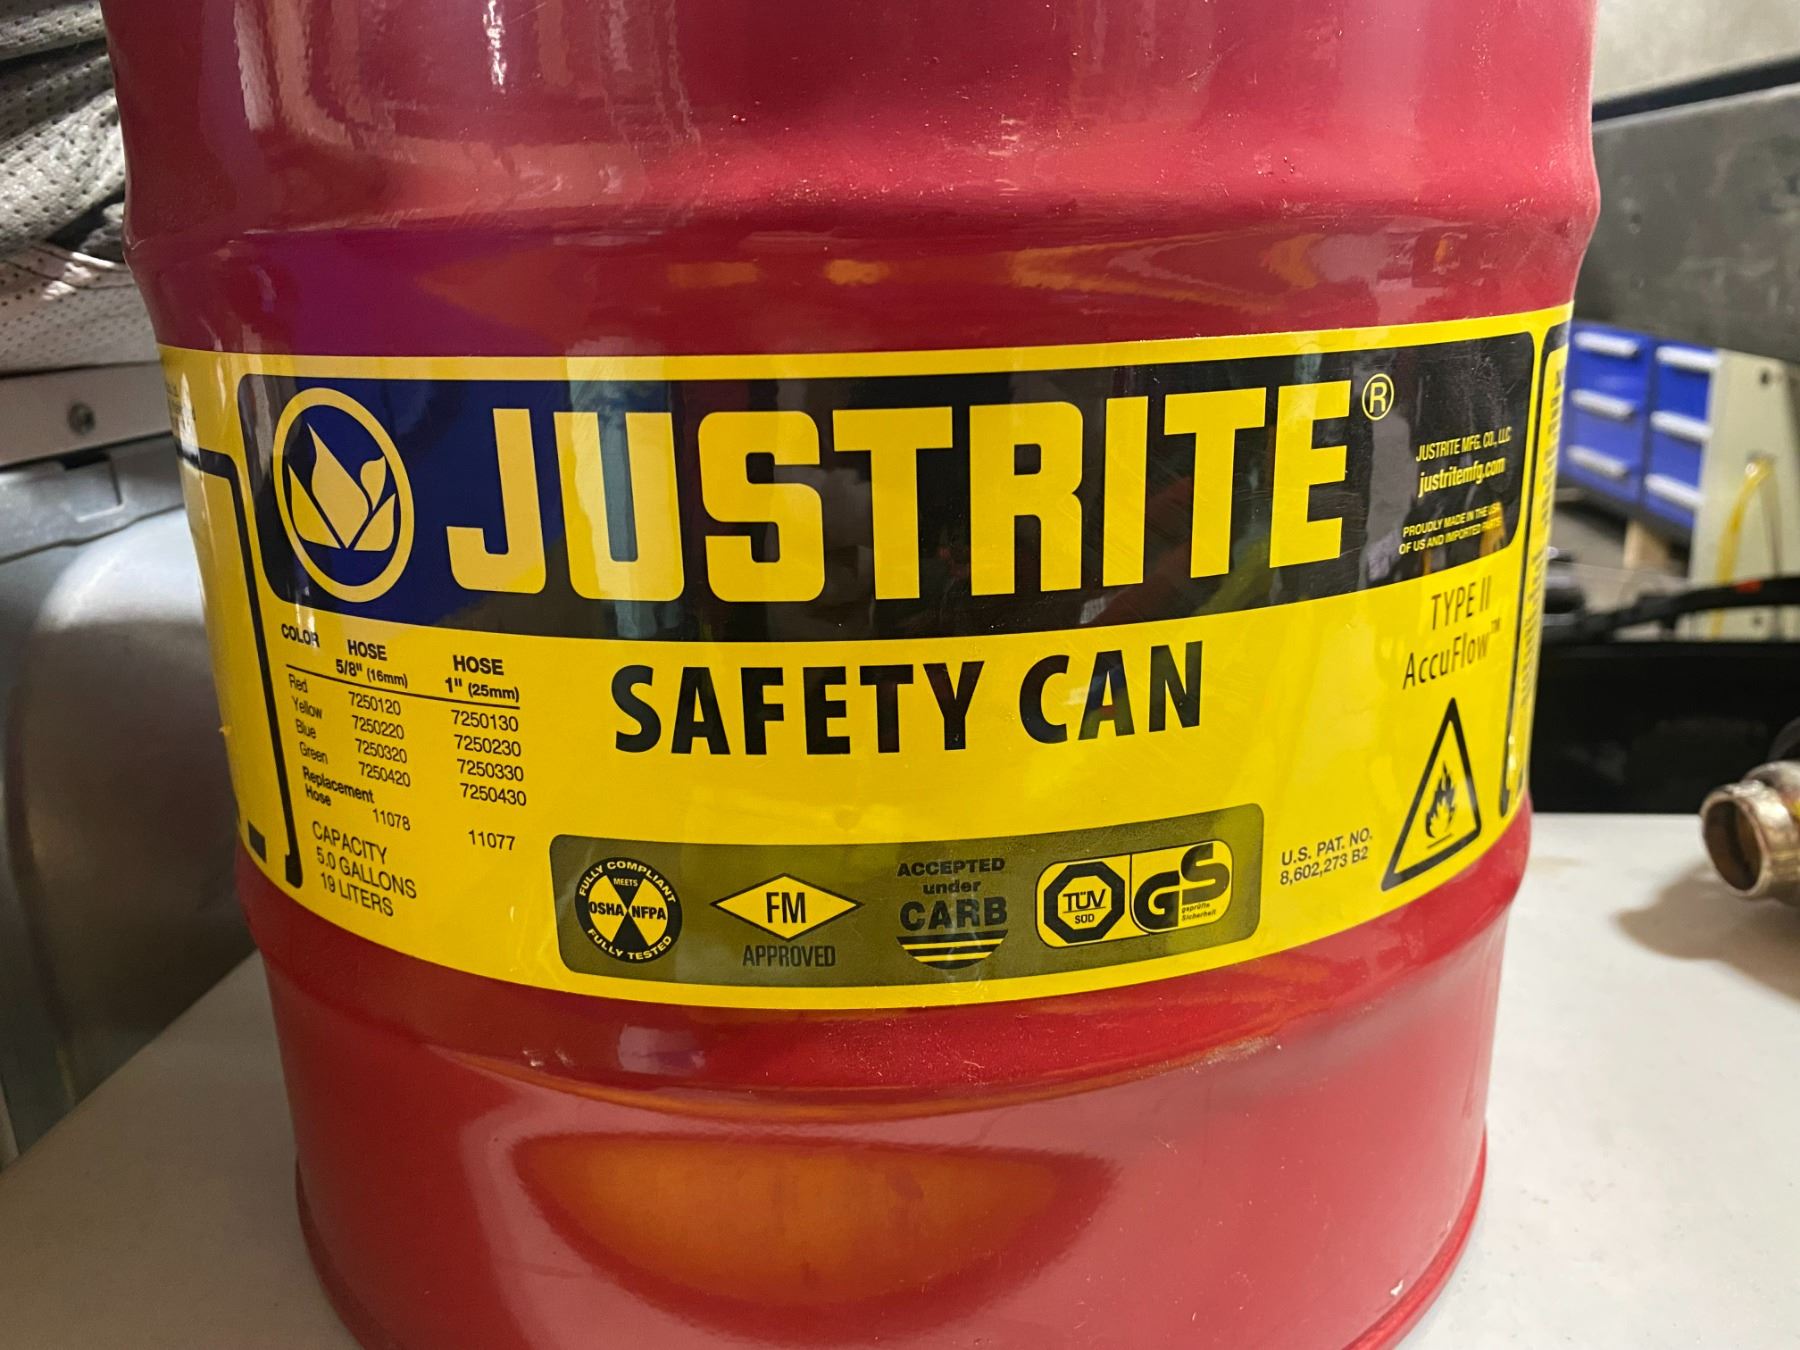 JUSTRITE®
JUSTRITE MFG. CO., LLC
justritemfg.com
PROUDLY MADE IN THE USA
OF US AND IMPORTED PARTS
TYPE II
AccuFlow™
SAFETY CAN
COLOR HOSE 5/8" (16mm) HOSE 1" (25mm)
Red 7250120 7250130
Yellow 7250220 7250230
Blue 7250320 7250330
Green 7250420 7250430
Replacement
Hose 11078 11077
CAPACITY
5.0 GALLONS
19 LITERS
FULLY COMPLIANT
MEETS
OSHA NFPA
FULLY TESTED
FM
APPROVED
ACCEPTED
under
CARB
TÜV
SÜD
GS
geprüfte
Sicherheit
U.S. PAT. NO.
8,602,273 B2